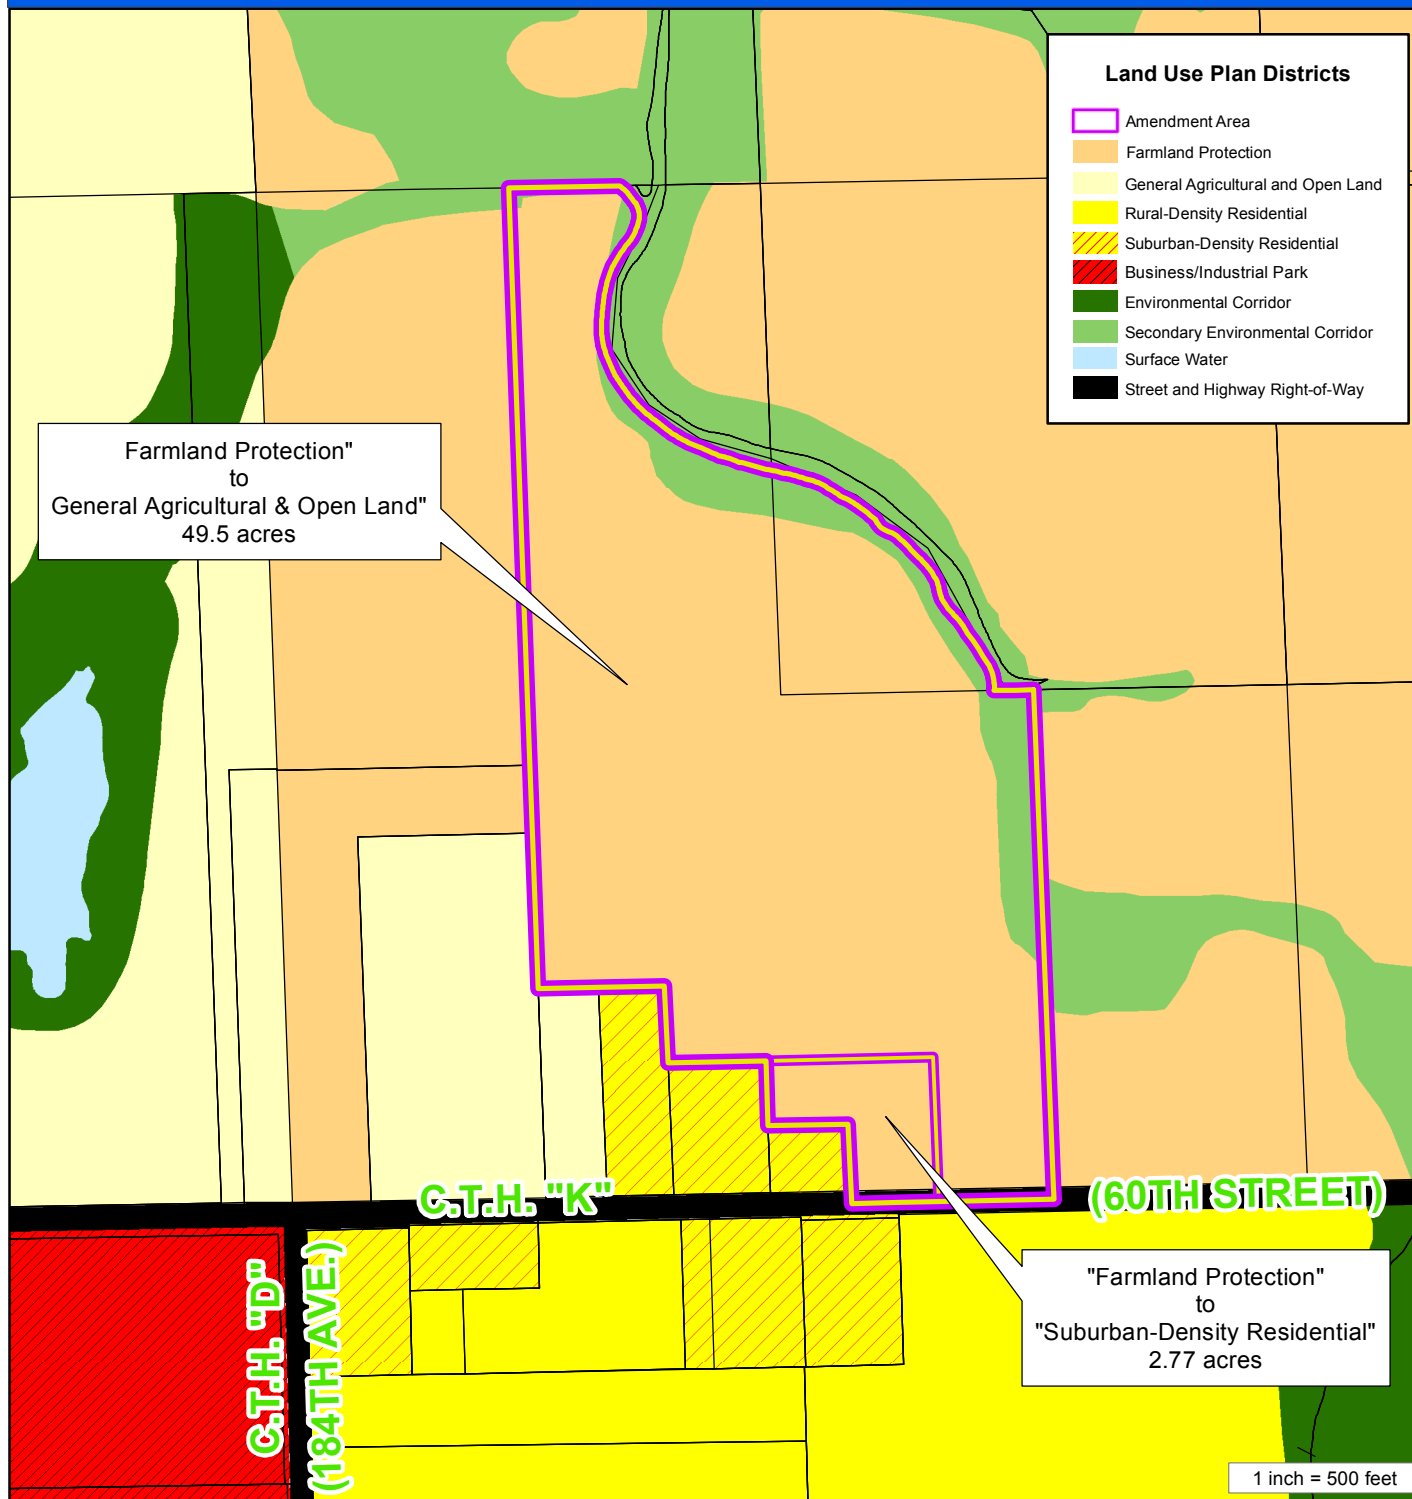 Land Use Plan Districts
Amendment Area
Farmland Protection
General Agricultural and Open Land
Rural-Density Residential
Suburban-Density Residential
Business/Industrial Park
Environmental Corridor
Secondary Environmental Corridor
Surface Water
Street and Highway Right-of-Way
Farmland Protection"
to
General Agricultural & Open Land"
49.5 acres
C.T.H. "K"
(60TH STREET)
C.T.H. "D"
(184TH AVE.)
"Farmland Protection"
to
"Suburban-Density Residential"
2.77 acres
1 inch = 500 feet